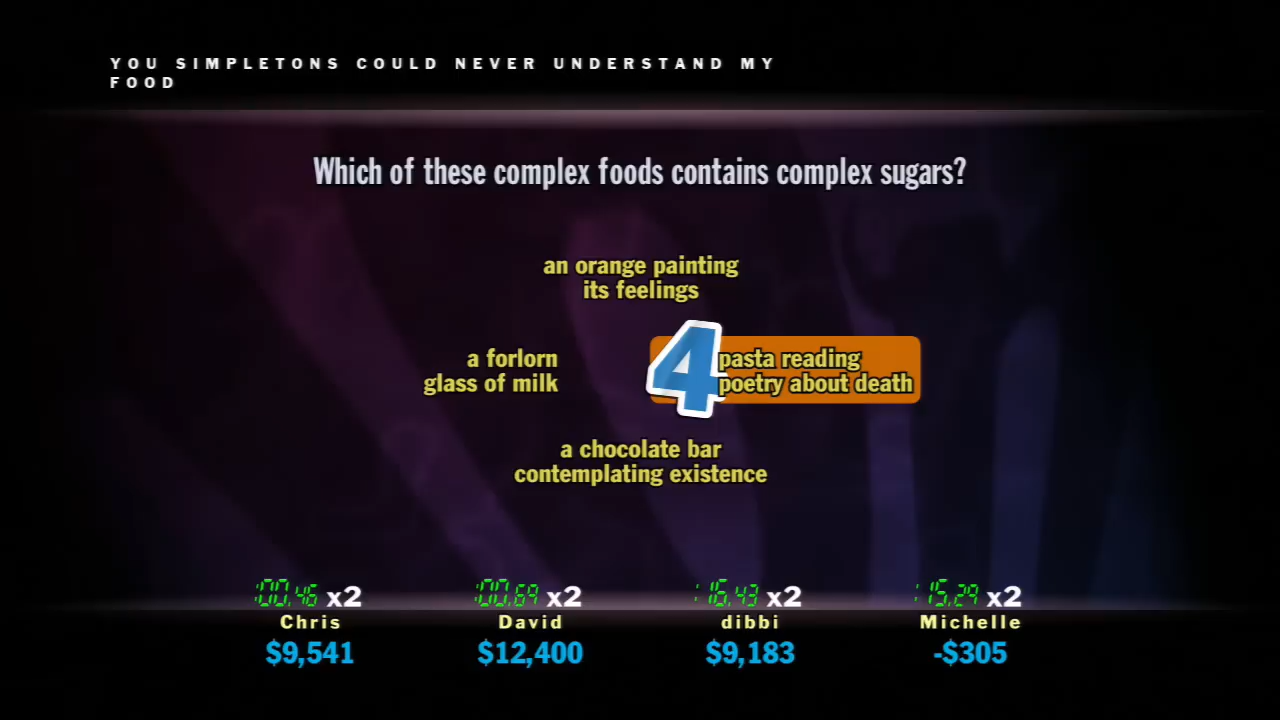 YOU SIMPLETONS COULD NEVER UNDERSTAND MY
FOOD
Which of these complex foods contains complex sugars?
an orange painting
its feelings
a forlorn
glass of milk
4
pasta reading
poetry about death
a chocolate bar
contemplating existence
:00.46 x2
Chris
$9,541
:00.69 x2
David
$12,400
:16.43 x2
dibbi
$9,183
:15.29 x2
Michelle
-$305